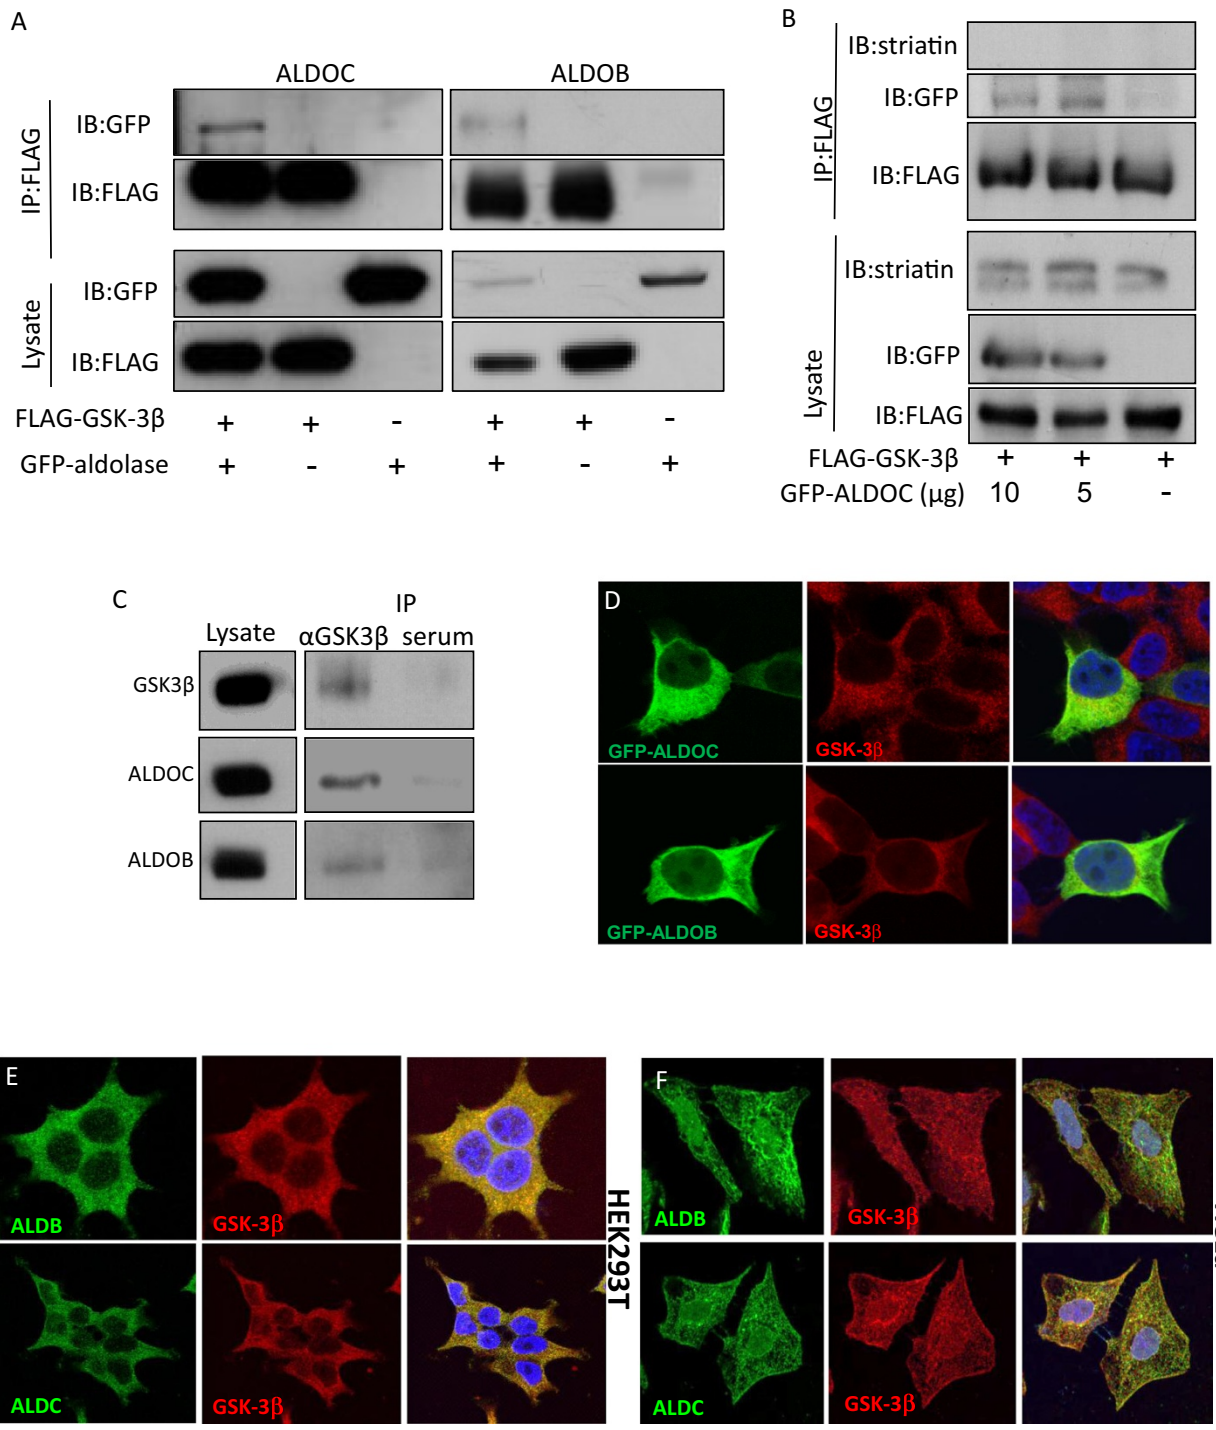 A
ALDOC
ALDOB
IP:FLAG
IB:GFP
IB:FLAG
Lysate
IB:GFP
IB:FLAG
FLAG-GSK-3β + + - + + -
GFP-aldolase + - + + - +
B
IP:FLAG
IB:striatin
IB:GFP
IB:FLAG
Lysate
IB:striatin
IB:GFP
IB:FLAG
FLAG-GSK-3β + + +
GFP-ALDOC (μg) 10 5 -
C
IP
Lysate αGSK3β serum
GSK3β
ALDOC
ALDOB
D
GFP-ALDOC
GSK-3β
GFP-ALDOB
GSK-3β
E
ALDB
GSK-3β
ALDC
GSK-3β
HEK293T
F
ALDB
GSK-3β
ALDC
GSK-3β